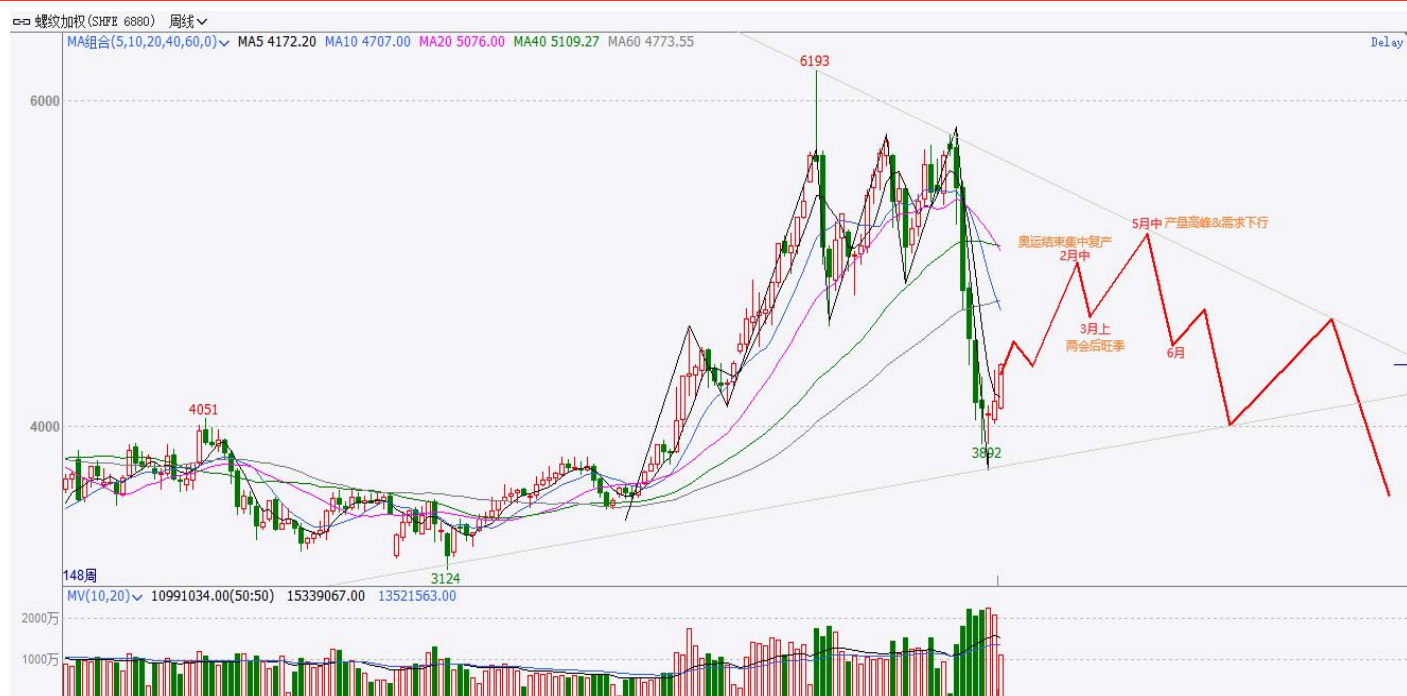 螺纹加权(SHFE 6880) 周线
MA组合(5,10,20,40,60,0) MA5 4172.20 MA10 4707.00 MA20 5076.00 MA40 5109.27 MA60 4773.55
Delay
6193
6000
5月中 产量高峰&需求下行
奥运结束集中复产
2月中
3月上
两会后旺季
6月
4051
4000
3892
3124
148周
MV(10,20) 10991034.00(50:50) 15339067.00 13521563.00
2000万
1000万